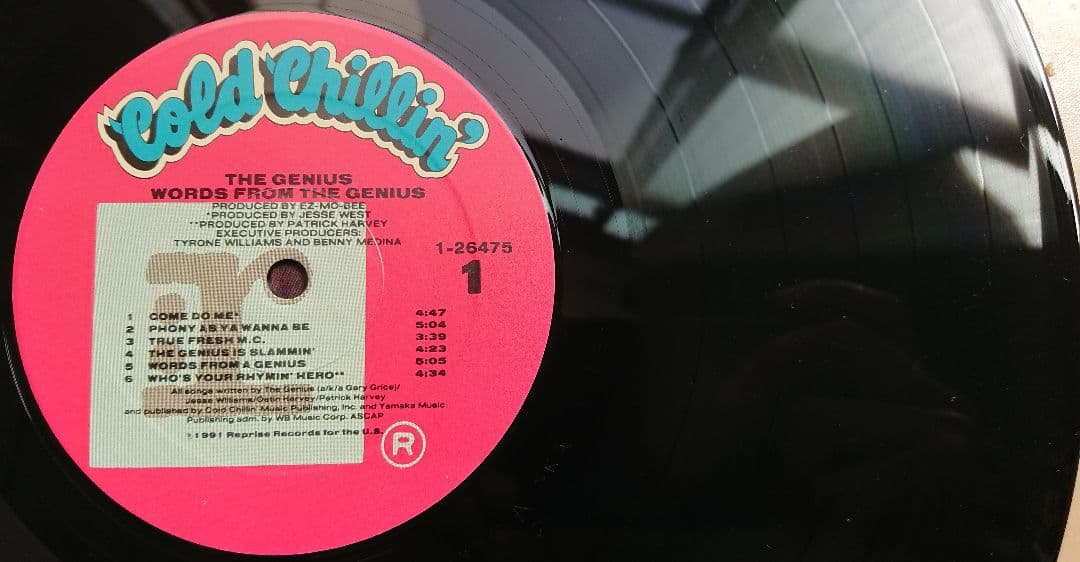 'Cold Chillin'
THE GENIUS
WORDS FROM THE GENIUS
PRODUCED BY EZ-MO-BEE
*PRODUCED BY JESSE WEST
**PRODUCED BY PATRICK HARVEY
EXECUTIVE PRODUCERS:
TYRONE WILLIAMS AND BENNY MEDINA
1-26475
1
r
1 COME DO ME* 4:47
2 PHONY AS YA WANNA BE 5:04
3 TRUE FRESH M.C. 3:39
4 THE GENIUS IS SLAMMIN' 4:23
5 WORDS FROM A GENIUS 5:05
6 WHO'S YOUR RHYMIN' HERO** 4:34
All songs written by The Genius (a/k/a Gary Grice)/
Jesse Williams/Osten Harvey/Patrick Harvey
and published by Cold Chillin' Music Publishing, Inc. and Tamaka Music
Publishing adm. by WB Music Corp. ASCAP
1991 Reprise Records for the U.S.
R